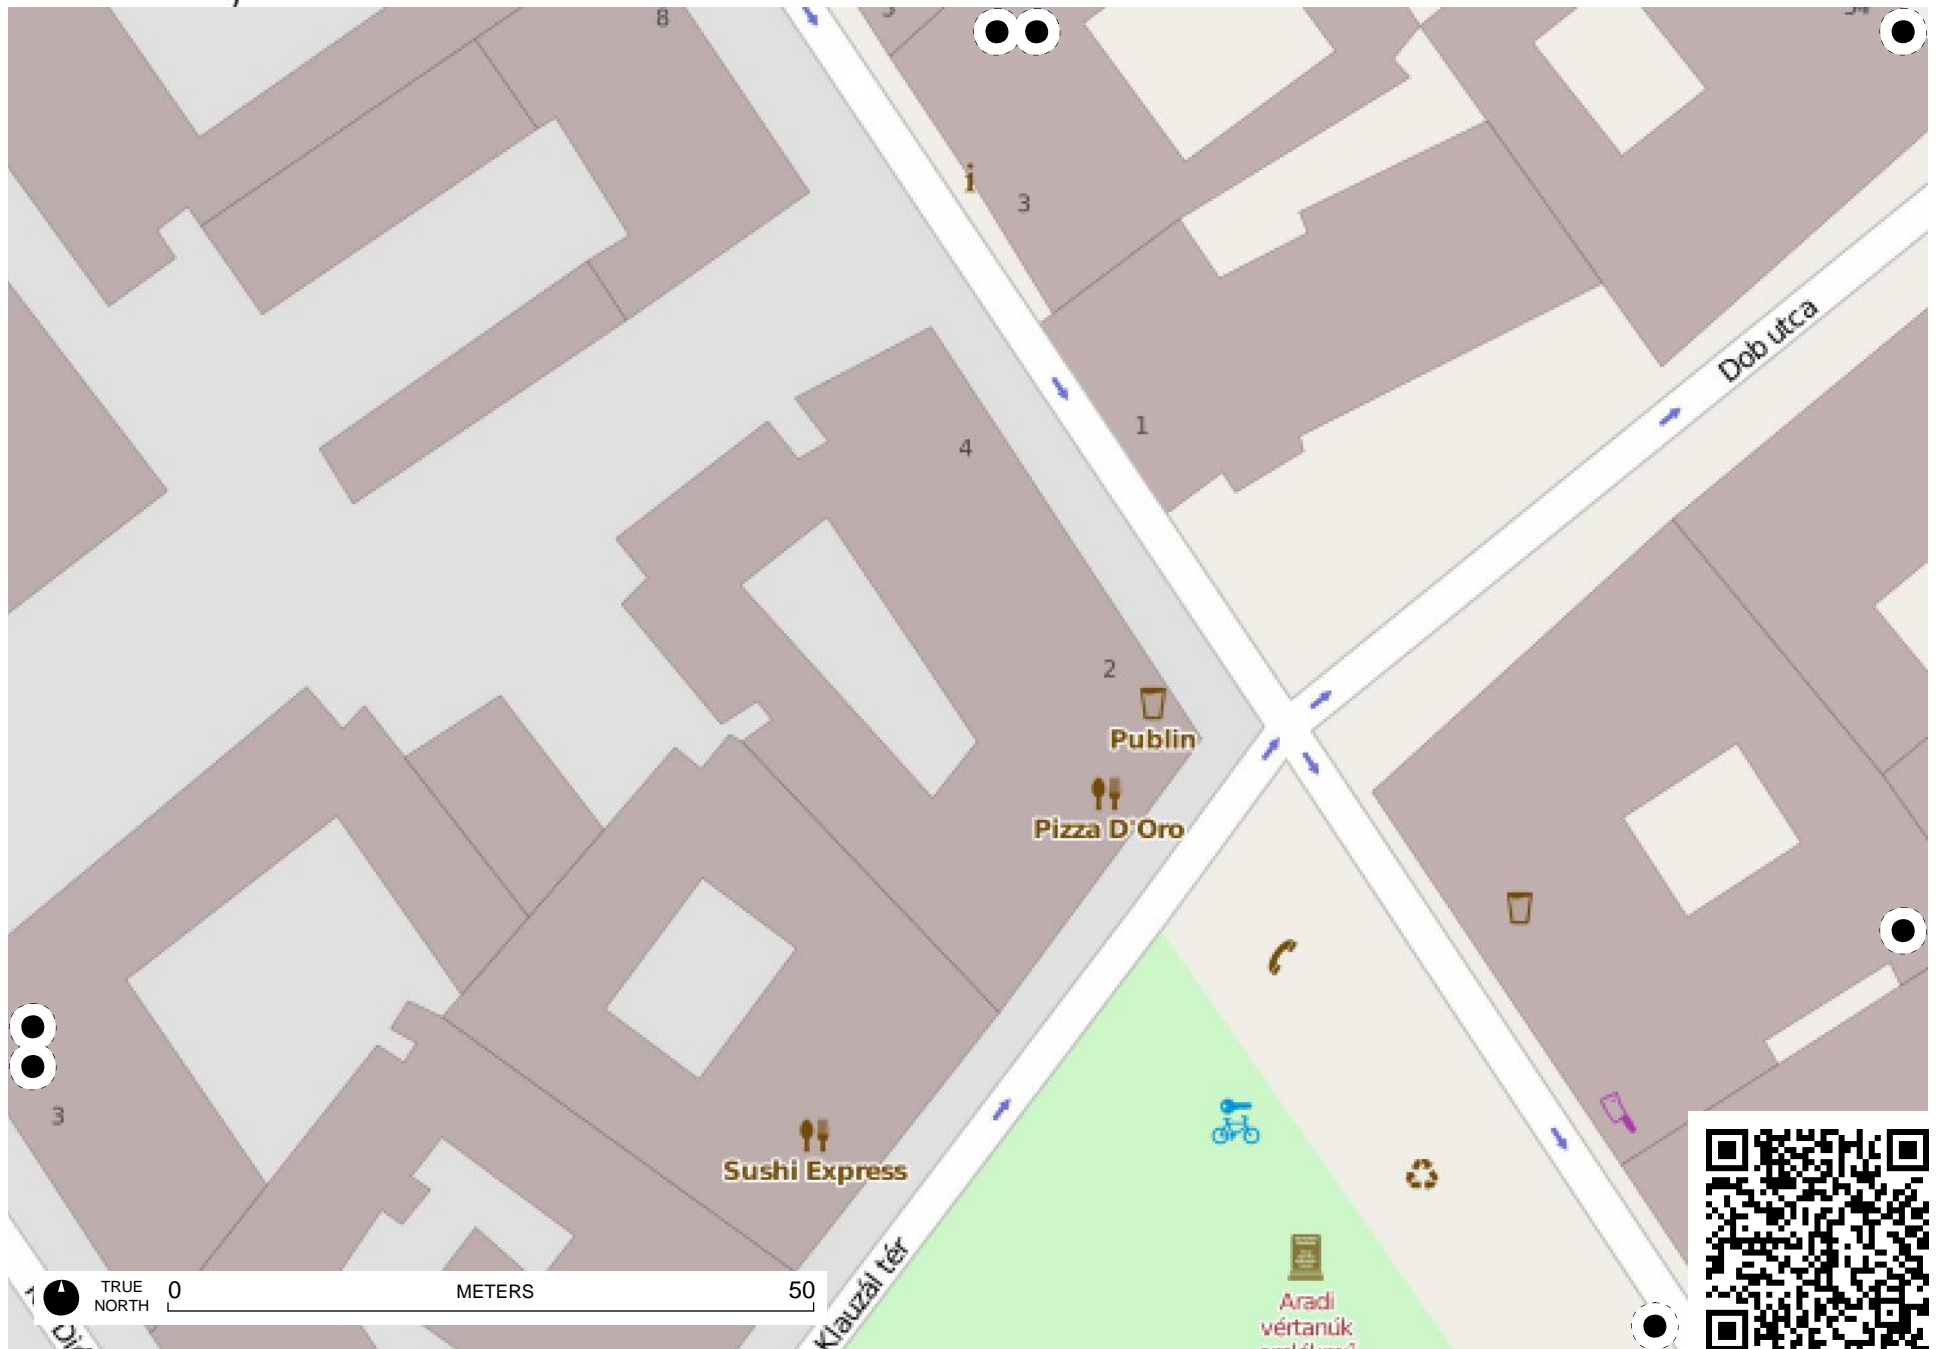 8
3
Dob utca
1
4
2
Publin
Pizza D'Oro
3
Sushi Express
Klauzál tér
TRUE
NORTH
0
METERS
50
Aradi
vértanúk